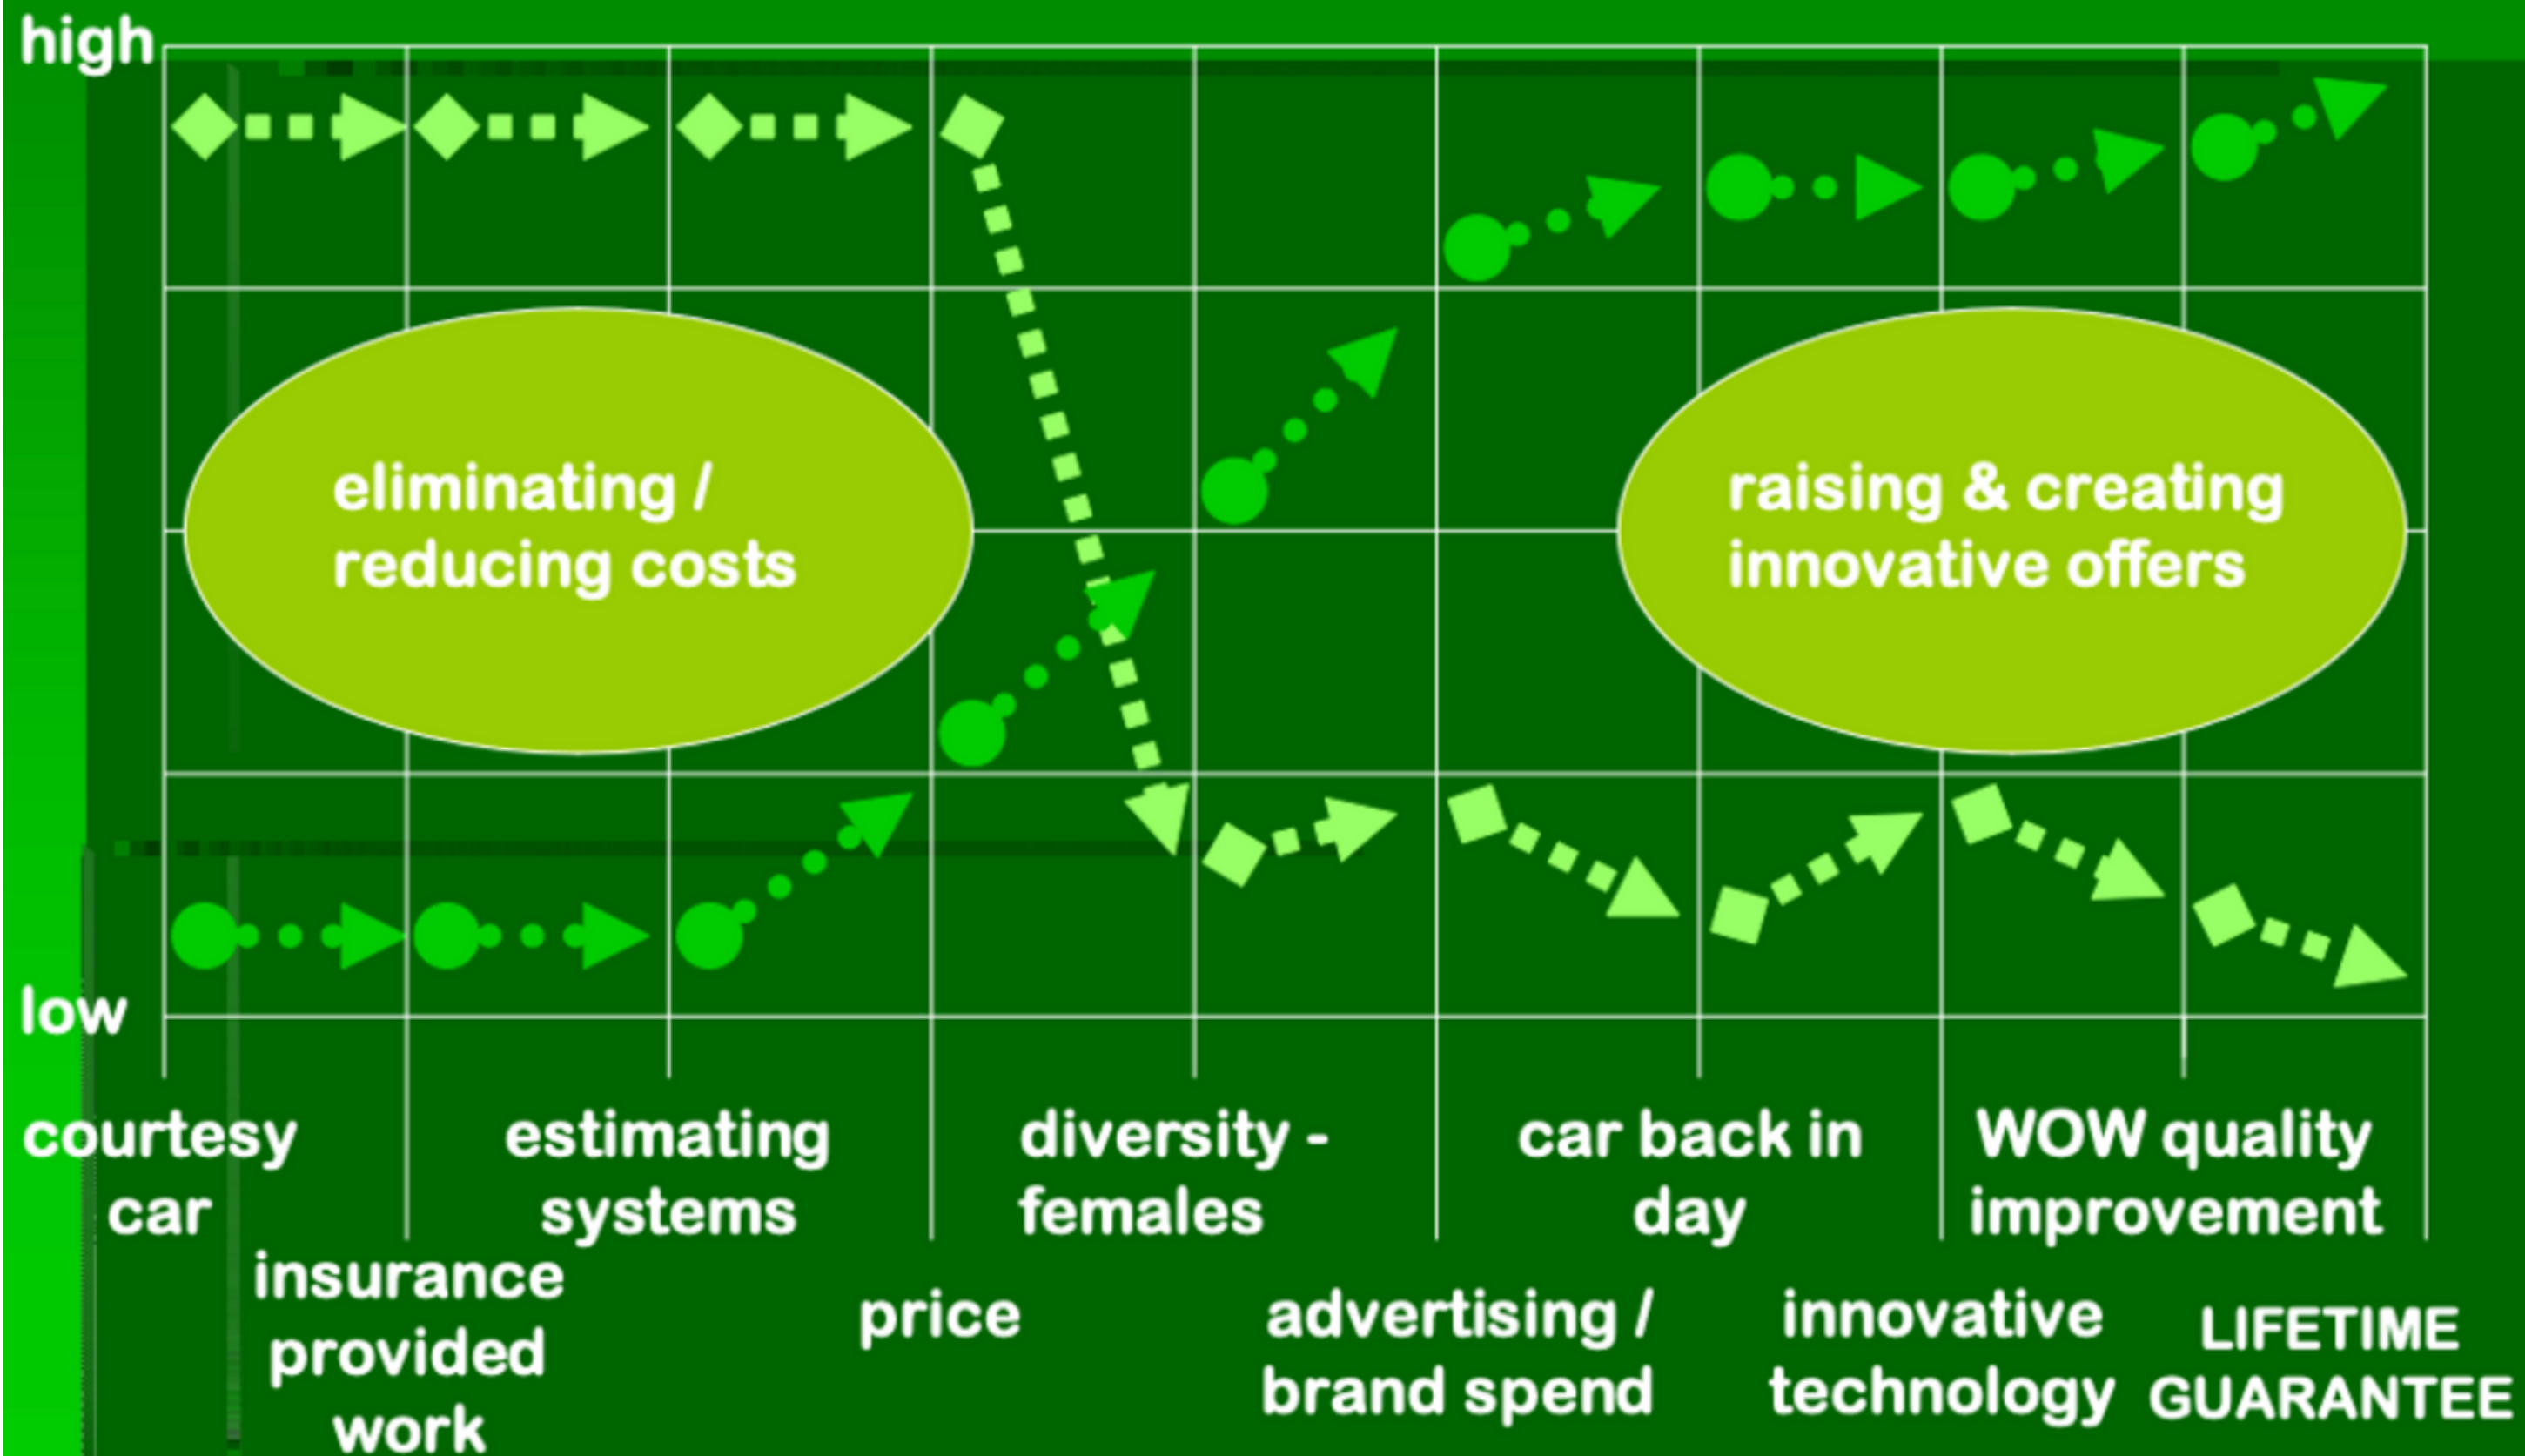 high
eliminating /
reducing costs
raising & creating
innovative offers
low
courtesy
car
insurance
provided
work
estimating
systems
price
diversity -
females
advertising /
brand spend
car back in
day
innovative
technology
WOW quality
improvement
LIFETIME
GUARANTEE